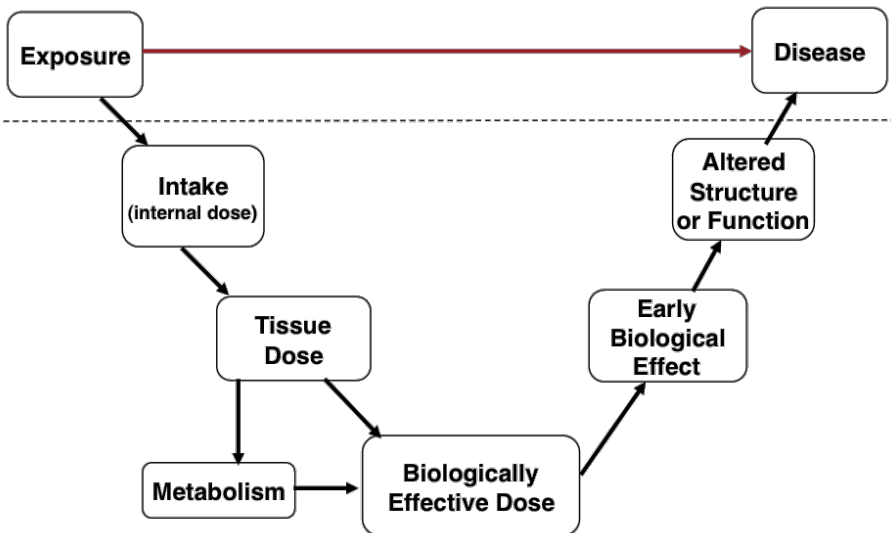 Exposure
Disease
Intake
(internal dose)
Altered
Structure
or Function
Tissue
Dose
Early
Biological
Effect
Metabolism
Biologically
Effective Dose